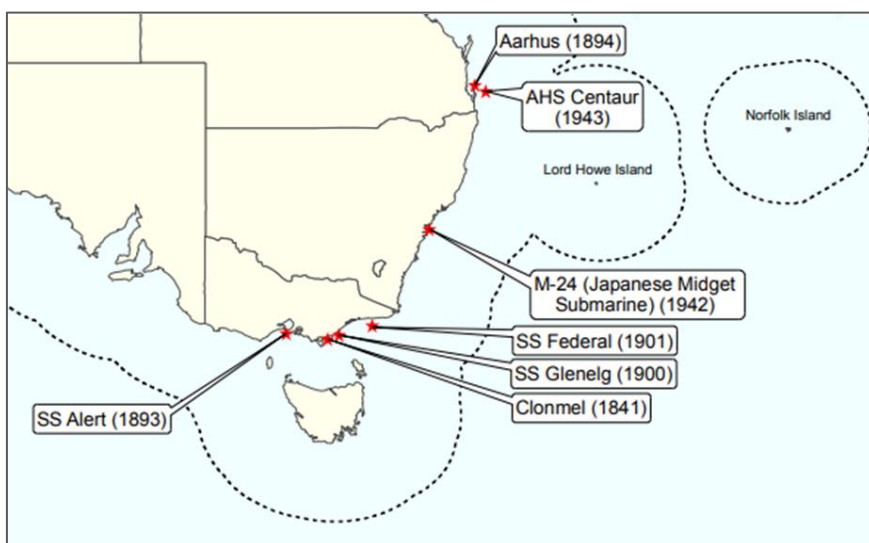 Aarhus (1894)
AHS Centaur
(1943)
Norfolk Island
Lord Howe Island
M-24 (Japanese Midget
Submarine) (1942)
SS Federal (1901)
SS Glenelg (1900)
Clonmel (1841)
SS Alert (1893)